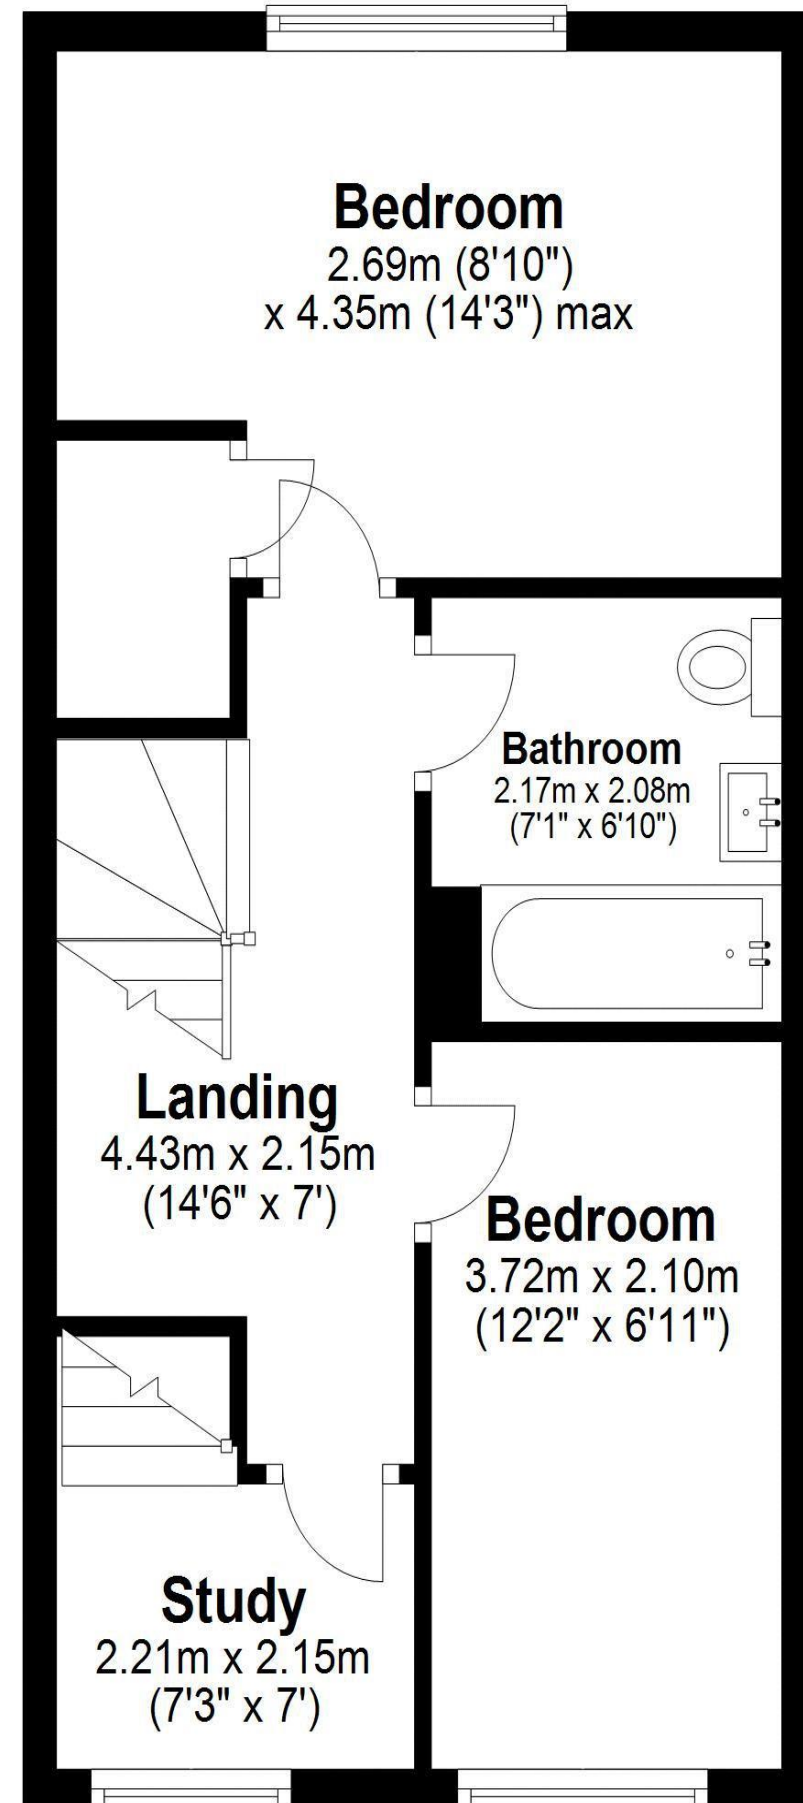 Bedroom
2.69m (8'10")
x 4.35m (14'3") max
Bathroom
2.17m x 2.08m
(7'1" x 6'10")
Landing
4.43m x 2.15m
(14'6" x 7')
Bedroom
3.72m x 2.10m
(12'2" x 6'11")
Study
2.21m x 2.15m
(7'3" x 7')